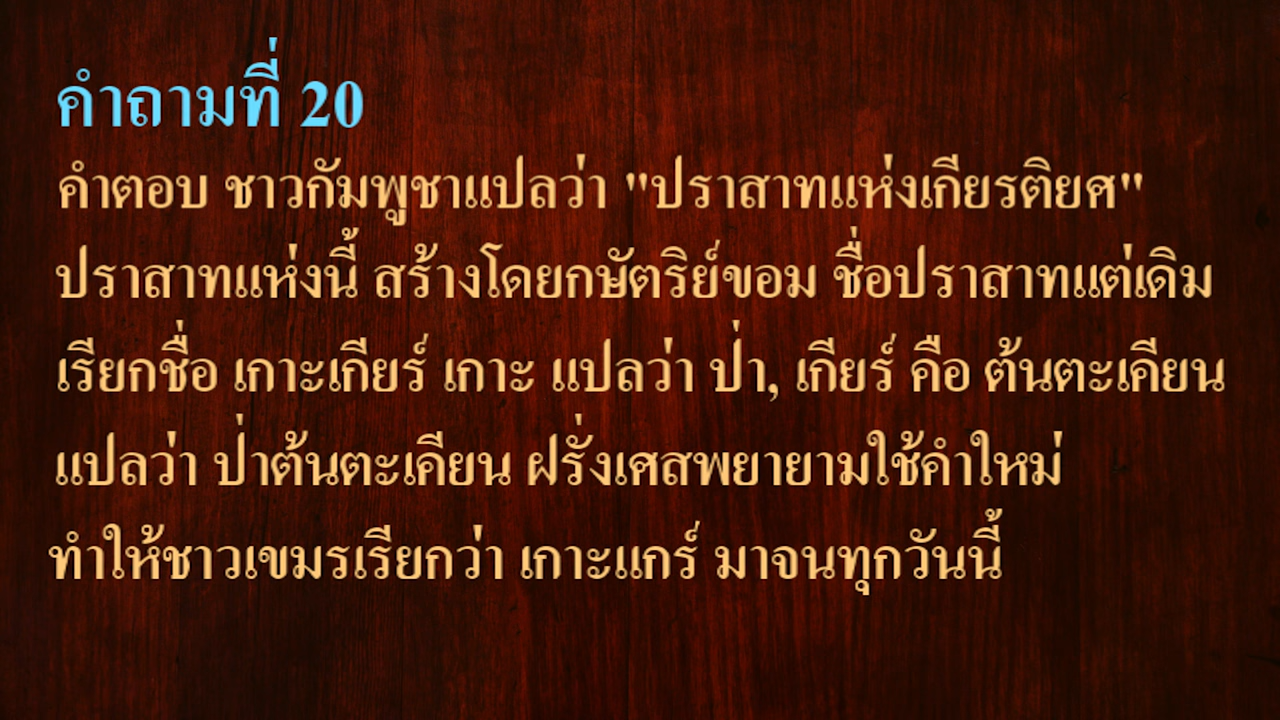 คำถามที่ 20
คำตอบ ชาวกัมพูชาแปลว่า "ปราสาทแห่งเกียรติยศ"
ปราสาทแห่งนี้ สร้างโดยกษัตริย์ขอม ชื่อปราสาทแต่เดิม
เรียกชื่อ เกาะเกียร์ เกาะ แปลว่า ป่า, เกียร์ คือ ต้นตะเคียน
แปลว่า ป่าต้นตะเคียน ฝรั่งเศสพยายามใช้คำใหม่
ทำให้ชาวเขมรเรียกว่า เกาะแกร์ มาจนทุกวันนี้